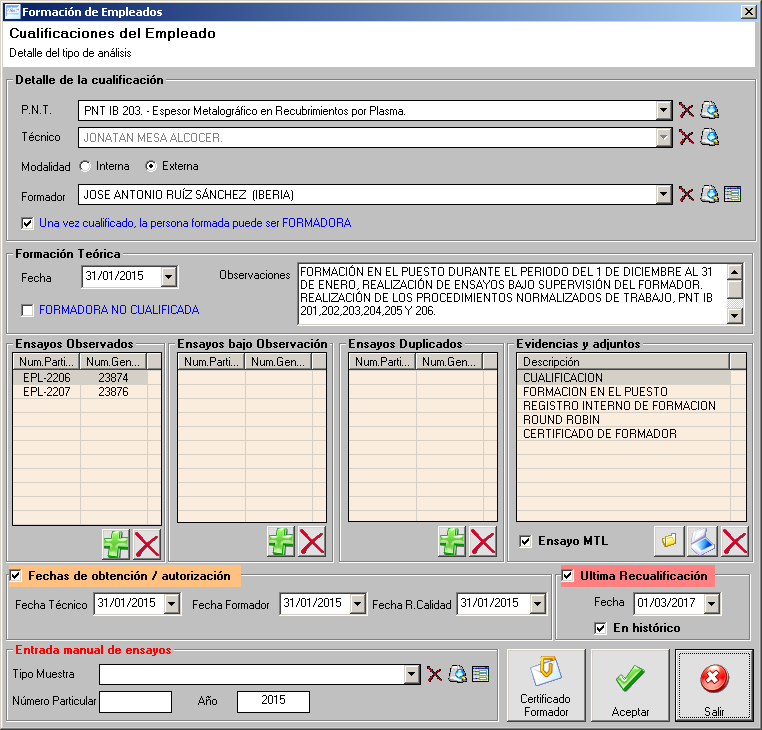 Formación de Empleados
Cualificaciones del Empleado
Detalle del tipo de análisis
Detalle de la cualificación
P.N.T.
PNT IB 203. - Espesor Metalográfico en Recubrimientos por Plasma.
Técnico
JONATAN MESA ALCOCER.
Modalidad
Interna
Externa
Formador
JOSE ANTONIO RUÍZ SÁNCHEZ (IBERIA)
Una vez cualificado, la persona formada puede ser FORMADORA
Formación Teórica
Fecha
31/01/2015
FORMADORA NO CUALIFICADA
Observaciones
FORMACIÓN EN EL PUESTO DURANTE EL PERIODO DEL 1 DE DICIEMBRE AL 31
DE ENERO, REALIZACIÓN DE ENSAYOS BAJO SUPERVISIÓN DEL FORMADOR.
REALIZACIÓN DE LOS PROCEDIMIENTOS NORMALIZADOS DE TRABAJO, PNT IB
201,202,203,204,205 Y 206.
Ensayos Observados
Num.Parti... Num.Gen...
EPL-2206 23874
EPL-2207 23876
Ensayos bajo Observación
Num.Parti... Num.Gen...
Ensayos Duplicados
Num.Parti... Num.Gen...
Evidencias y adjuntos
Descripción
CUALIFICACION
FORMACION EN EL PUESTO
REGISTRO INTERNO DE FORMACION
ROUND ROBIN
CERTIFICADO DE FORMADOR
Ensayo MTL
Fechas de obtención / autorización
Fecha Técnico 31/01/2015 Fecha Formador 31/01/2015 Fecha R.Calidad 31/01/2015
Ultima Recualificación
Fecha 01/03/2017
En histórico
Entrada manual de ensayos
Tipo Muestra
Número Particular
Año 2015
Certificado
Formador
Aceptar
Salir